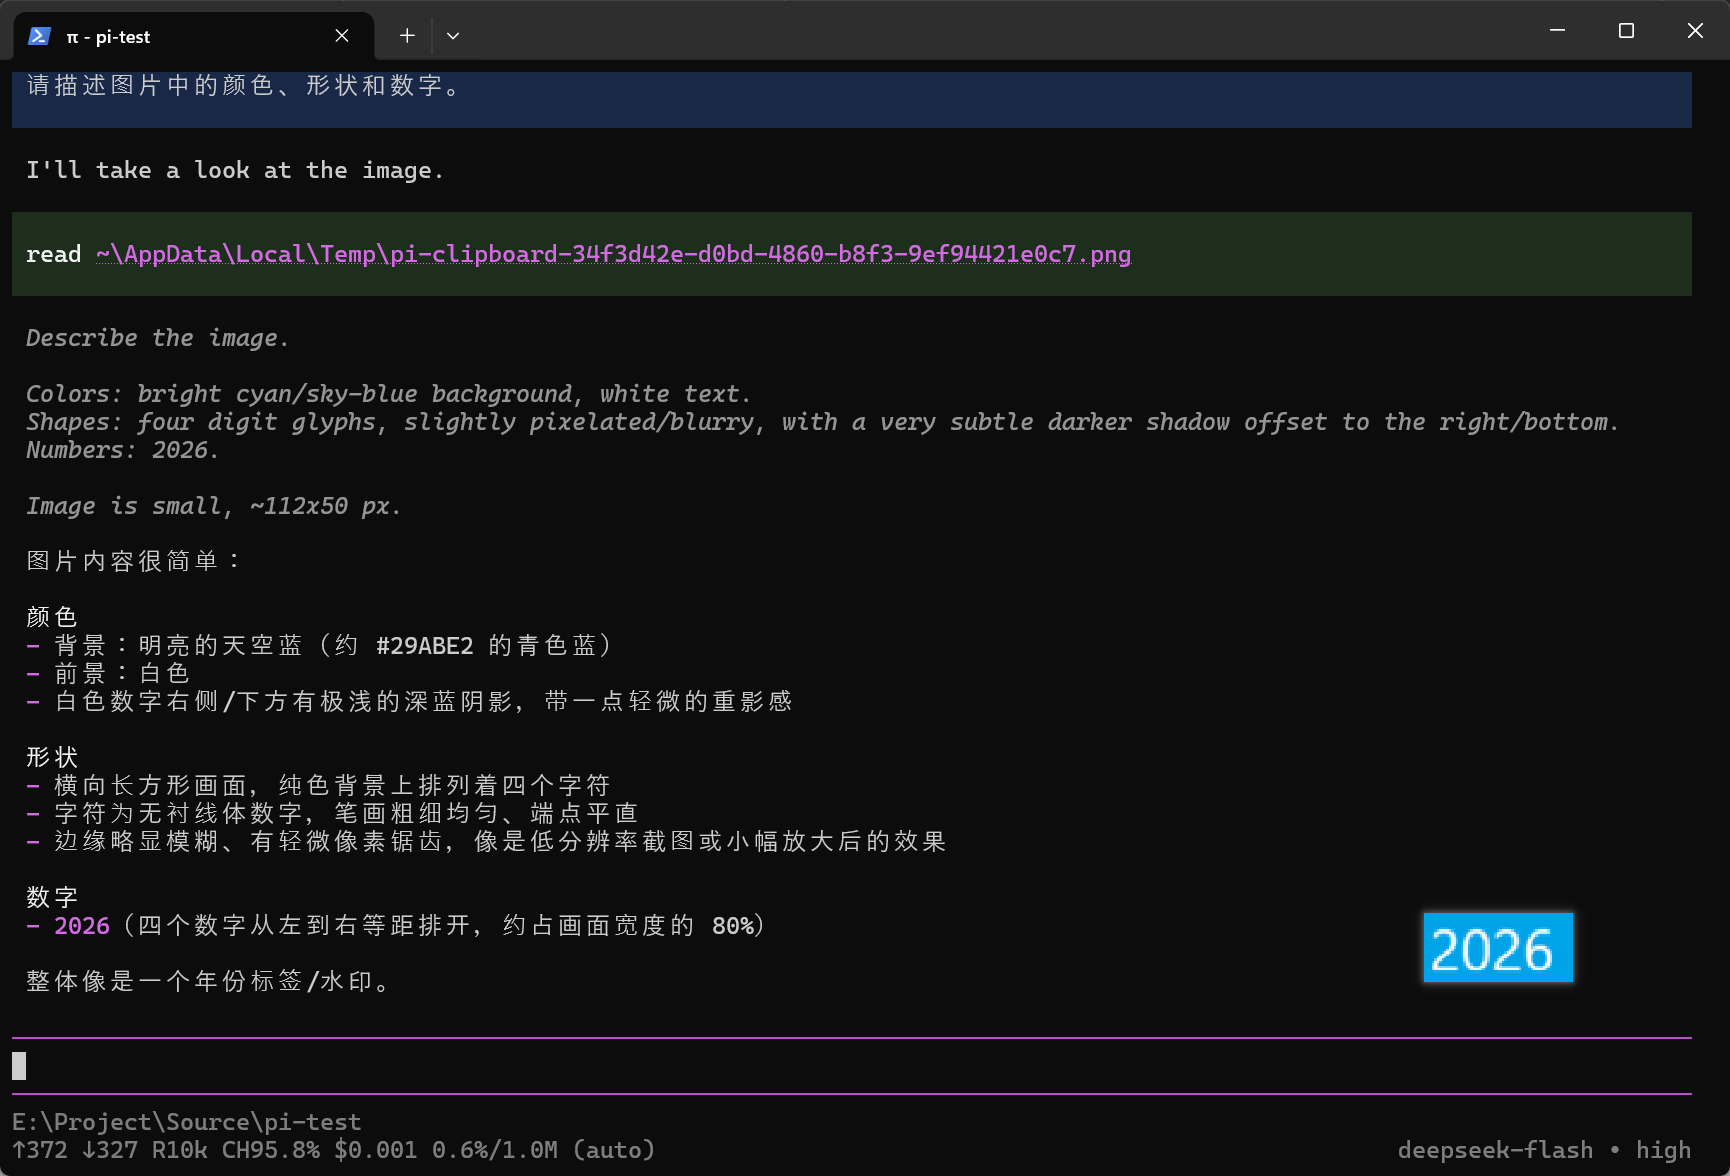 π - pi-test
请描述图片中的颜色、形状和数字。
I'll take a look at the image.
read ~\AppData\Local\Temp\pi-clipboard-34f3d42e-d0bd-4860-b8f3-9ef94421e0c7.png
Describe the image.
Colors: bright cyan/sky-blue background, white text.
Shapes: four digit glyphs, slightly pixelated/blurry, with a very subtle darker shadow offset to the right/bottom.
Numbers: 2026.
Image is small, ~112x50 px.
图片内容很简单：
颜色
- 背景：明亮的天空蓝（约 #29ABE2 的青色蓝）
- 前景：白色
- 白色数字右侧/下方有极浅的深蓝阴影，带一点轻微的重影感
形状
- 横向长方形画面，纯色背景上排列着四个字符
- 字符为无衬线体数字，笔画粗细均匀、端点平直
- 边缘略显模糊、有轻微像素锯齿，像是低分辨率截图或小幅放大后的效果
数字
- 2026（四个数字从左到右等距排开，约占画面宽度的 80%）
2026
整体像是一个年份标签/水印。
E:\Project\Source\pi-test
↑372 ↓327 R10k CH95.8% $0.001 0.6%/1.0M (auto)
deepseek-flash • high